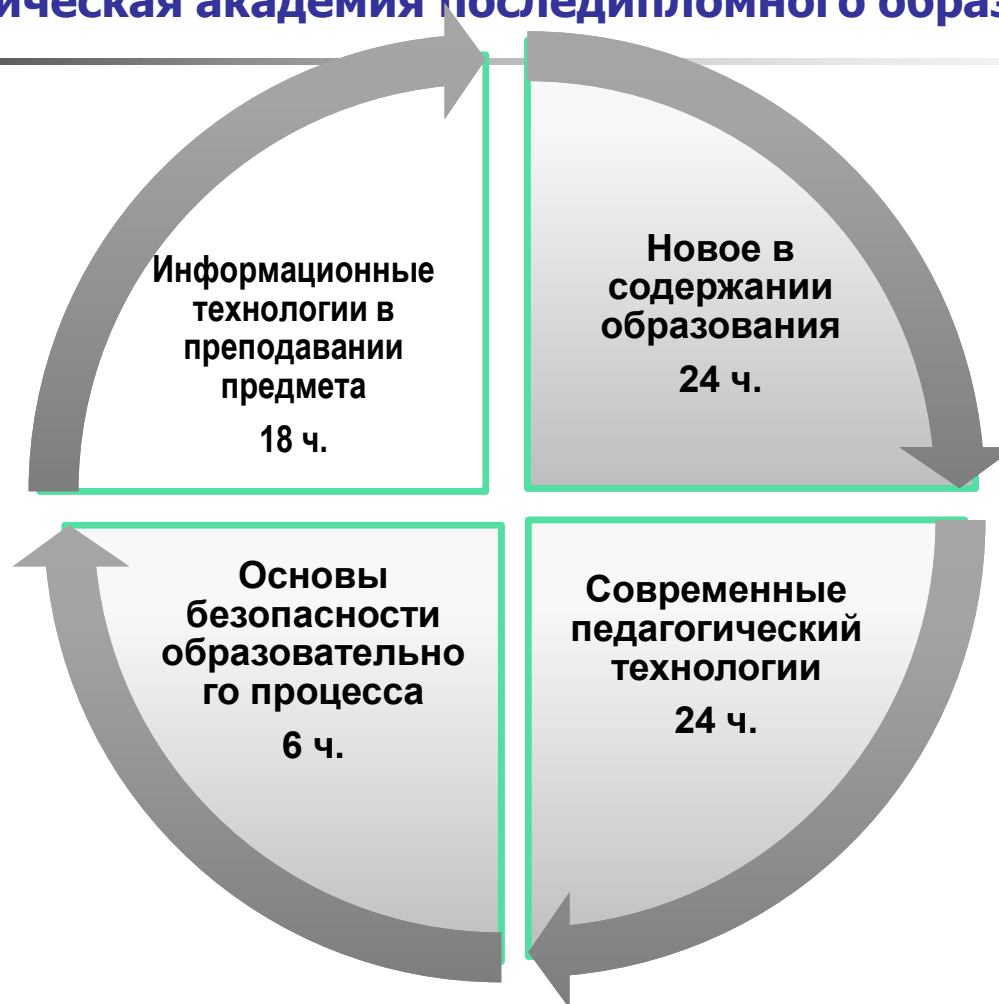 ическая академия последипломного образ
Информационные
технологии в
преподавании
предмета
18 ч.
Новое в
содержании
образования
24 ч.
Основы
безопасности
образовательно
го процесса
6 ч.
Современные
педагогический
технологии
24 ч.